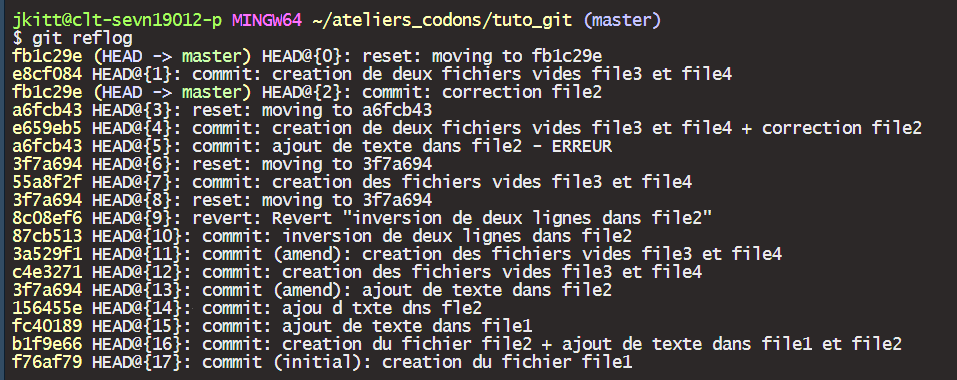 jkitt@clt-sevn19012-p MINGW64 ~/ateliers_codons/tuto_git (master)
$ git reflog
fb1c29e (HEAD -> master) HEAD@{0}: reset: moving to fb1c29e
e8cf084 HEAD@{1}: commit: creation de deux fichiers vides file3 et file4
fb1c29e (HEAD -> master) HEAD@{2}: commit: correction file2
a6fcb43 HEAD@{3}: reset: moving to a6fcb43
e659eb5 HEAD@{4}: commit: creation de deux fichiers vides file3 et file4 + correction file2
a6fcb43 HEAD@{5}: commit: ajout de texte dans file2 - ERREUR
3f7a694 HEAD@{6}: reset: moving to 3f7a694
55a8f2f HEAD@{7}: commit: creation des fichiers vides file3 et file4
3f7a694 HEAD@{8}: reset: moving to 3f7a694
8c08ef6 HEAD@{9}: revert: Revert "inversion de deux lignes dans file2"
87cb513 HEAD@{10}: commit: inversion de deux lignes dans file2
3a529f1 HEAD@{11}: commit (amend): creation des fichiers vides file3 et file4
c4e3271 HEAD@{12}: commit: creation des fichiers vides file3 et file4
3f7a694 HEAD@{13}: commit (amend): ajout de texte dans file2
156455e HEAD@{14}: commit: ajou d txte dns fle2
fc40189 HEAD@{15}: commit: ajout de texte dans file1
b1f9e66 HEAD@{16}: commit: creation du fichier file2 + ajout de texte dans file1 et file2
f76af79 HEAD@{17}: commit (initial): creation du fichier file1